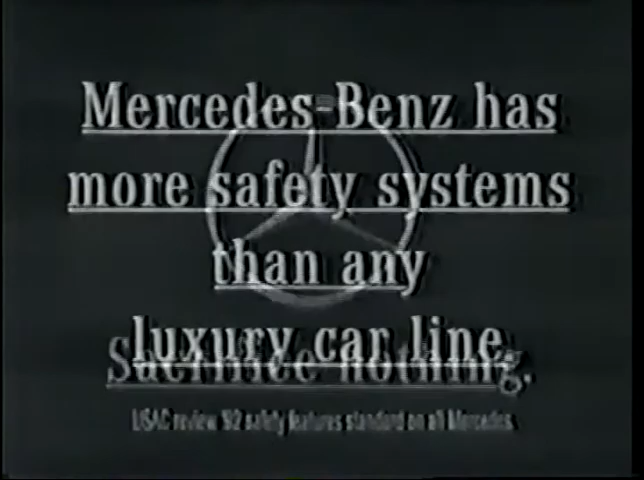 Mercedes-Benz has
more safety systems
than any
luxury car line
Sacrifice nothing.
USAC review '92 safety features standard on all Mercedes.